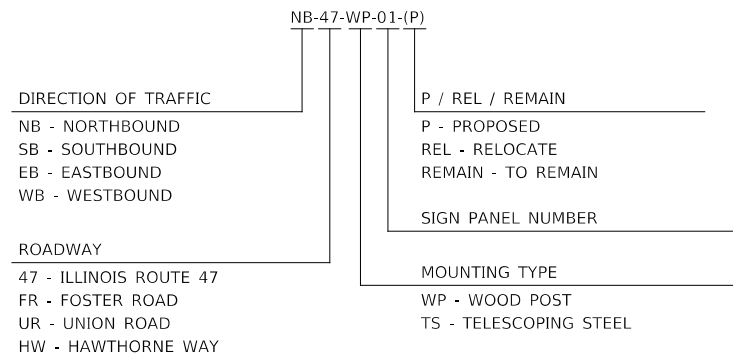 NB-47-WP-01-(P)
DIRECTION OF TRAFFIC
NB - NORTHBOUND
SB - SOUTHBOUND
EB - EASTBOUND
WB - WESTBOUND
ROADWAY
47 - ILLINOIS ROUTE 47
FR - FOSTER ROAD
UR - UNION ROAD
HW - HAWTHORNE WAY
P / REL / REMAIN
P - PROPOSED
REL - RELOCATE
REMAIN - TO REMAIN
SIGN PANEL NUMBER
MOUNTING TYPE
WP - WOOD POST
TS - TELESCOPING STEEL